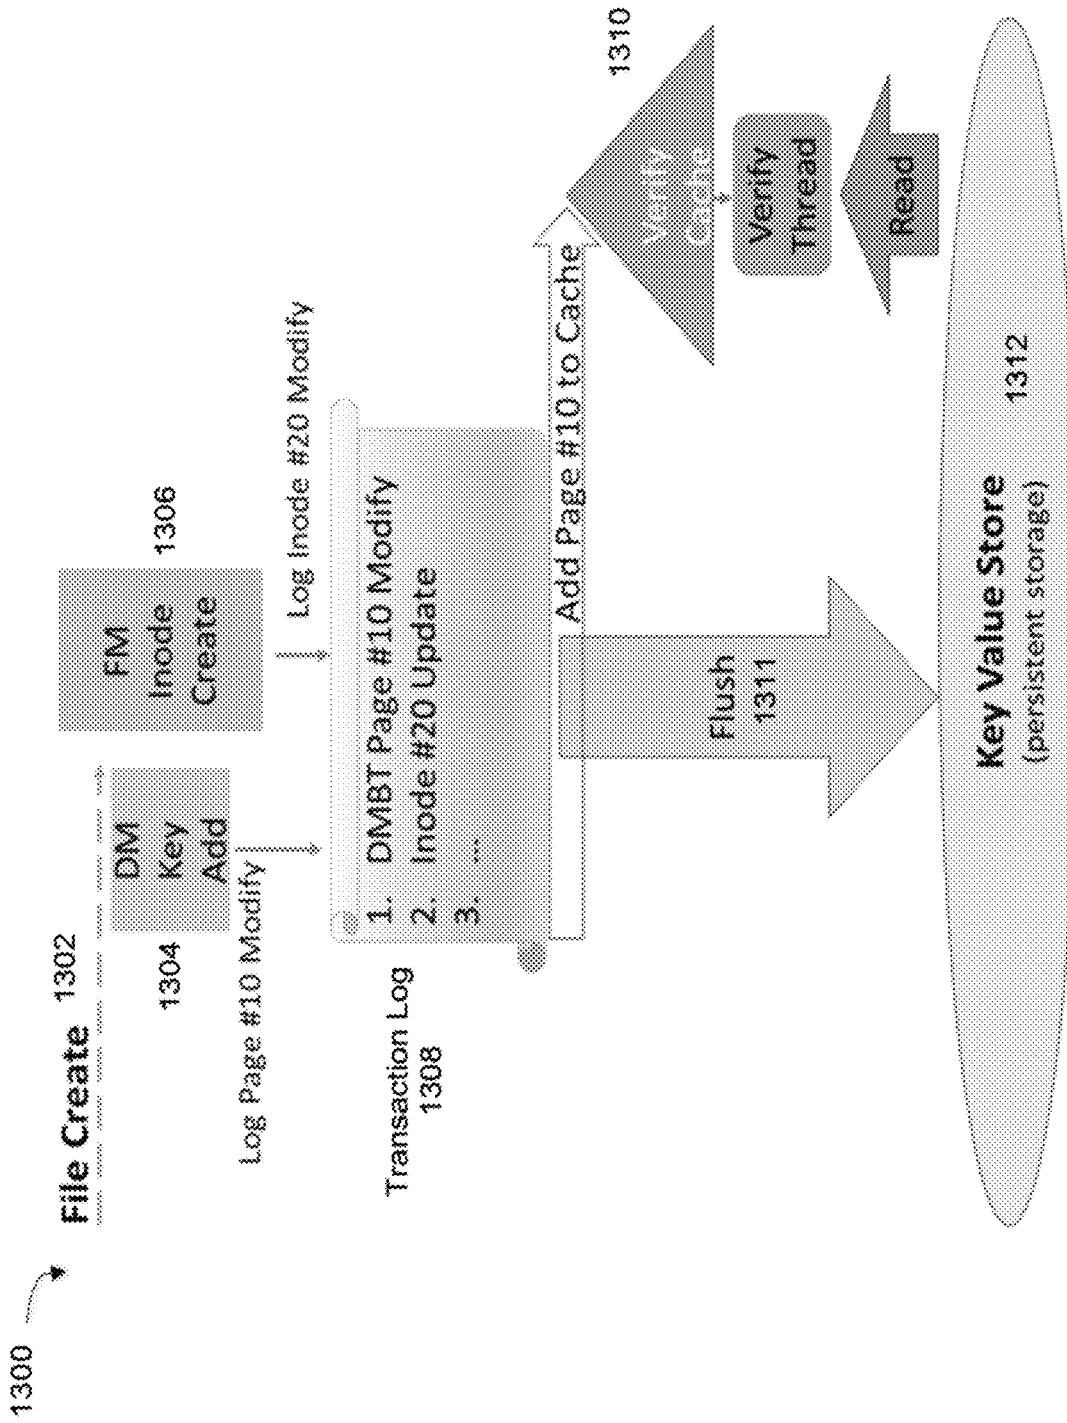 1300
File Create 1302
1304
DM
Key
Add
FM
Inode
Create
1306
Log Page #10 Modify
Log Inode #20 Modify
Transaction Log
1308
1. DMBT Page #10 Modify
2. Inode #20 Update
3. ...
Add Page #10 to Cache
1310
Verify
Cache
Verify
Thread
Read
Flush
1311
Key Value Store
(persistent storage)
1312